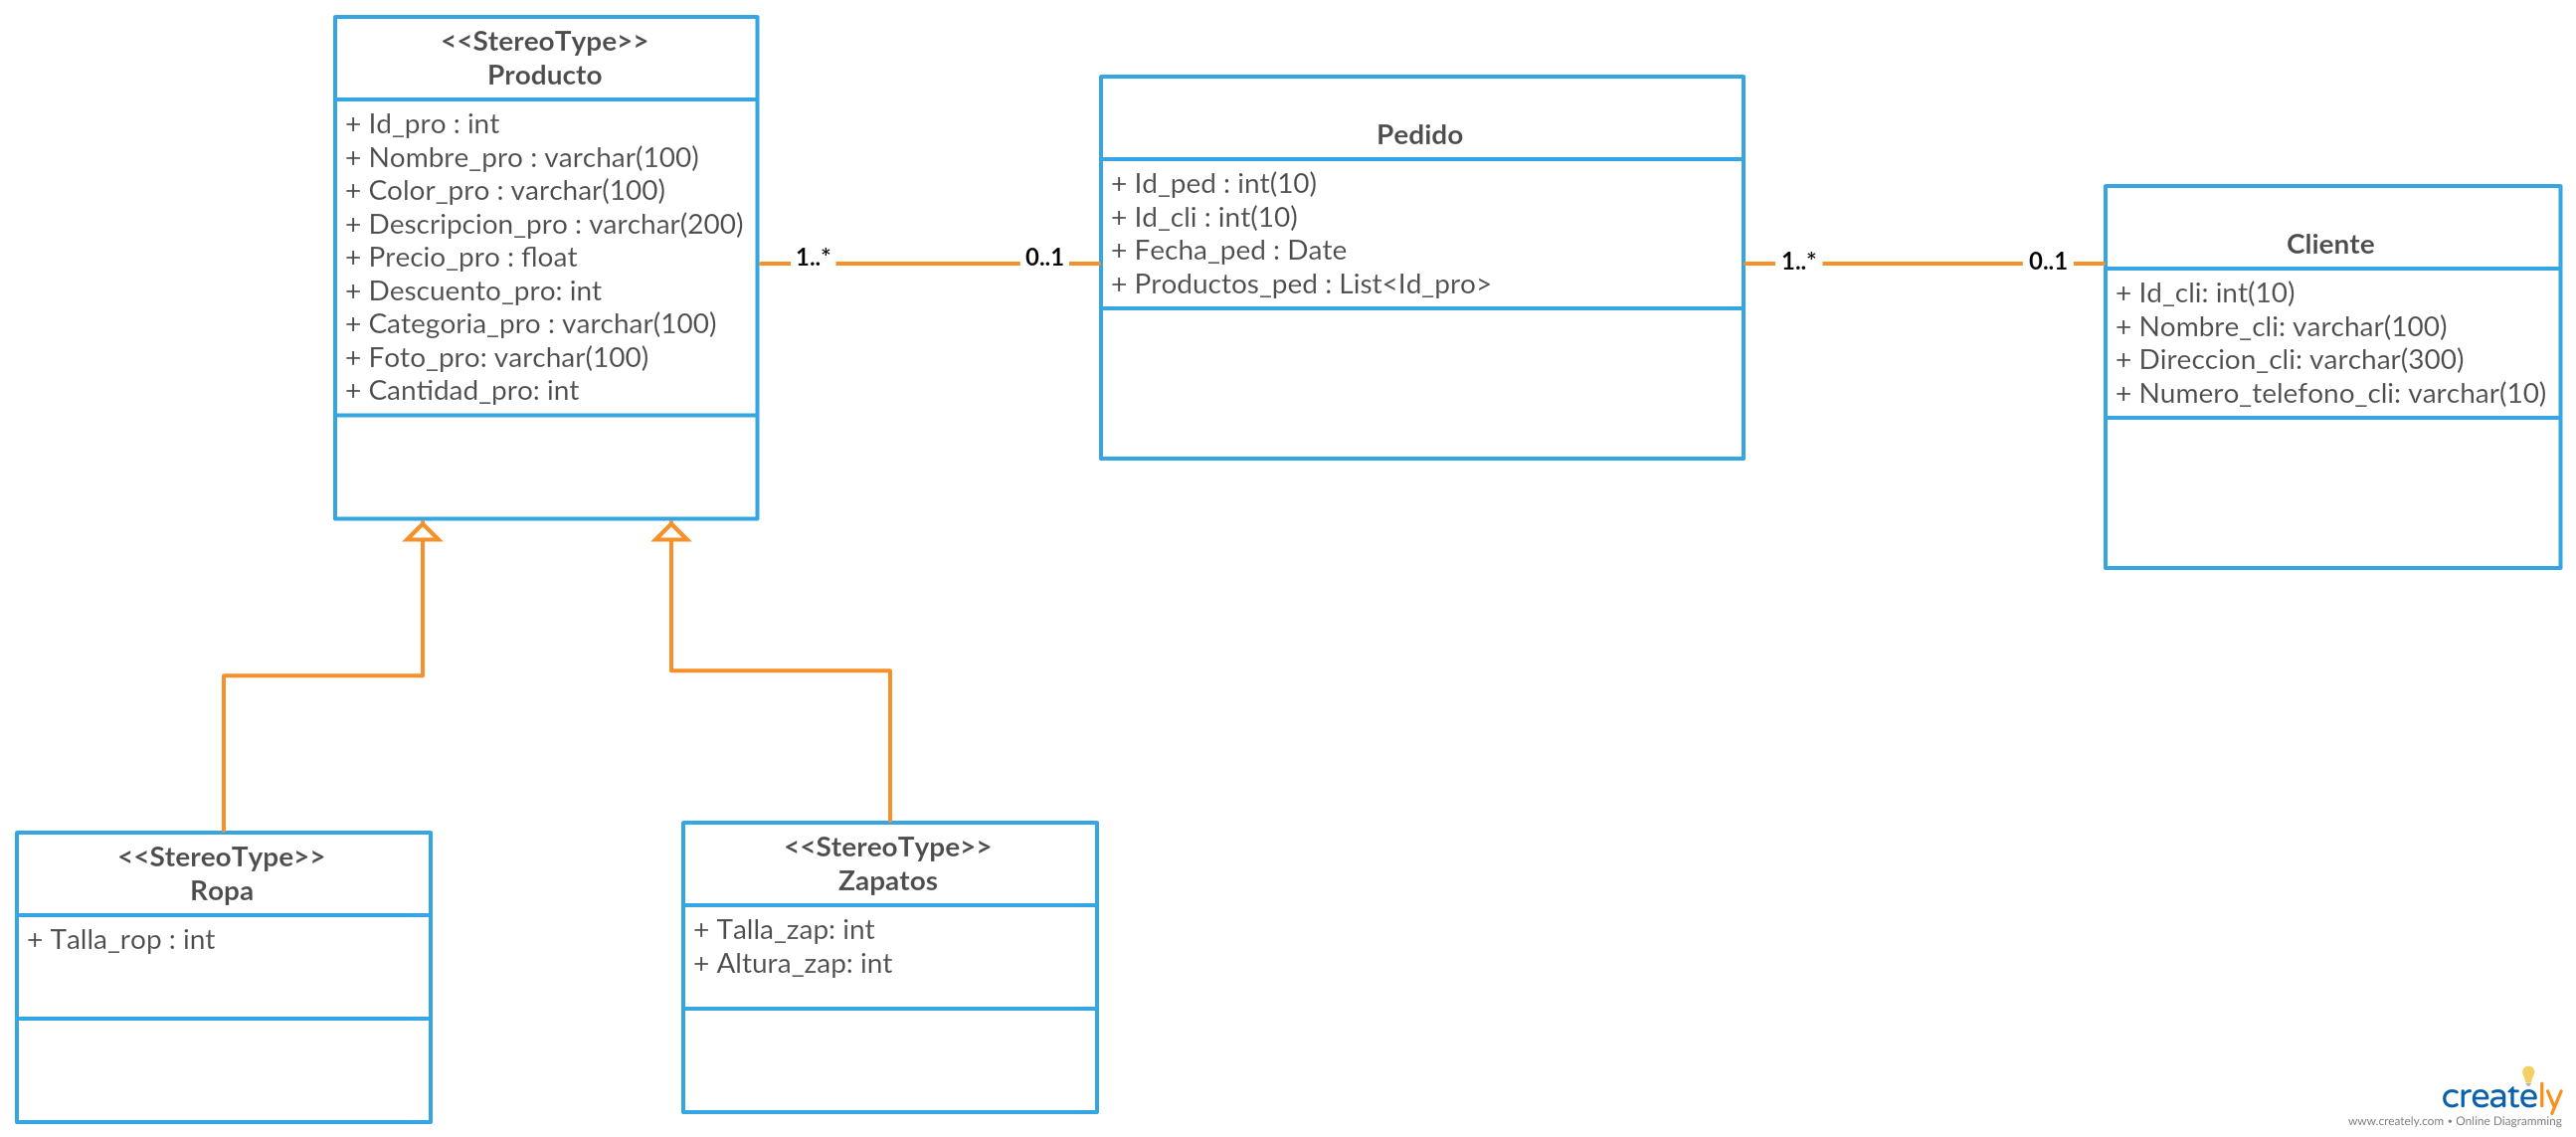 <<StereoType>>
Producto
+ Id_pro : int
+ Nombre_pro : varchar(100)
+ Color_pro : varchar(100)
+ Descripcion_pro : varchar(200)
+ Precio_pro : float
+ Descuento_pro: int
+ Categoria_pro : varchar(100)
+ Foto_pro: varchar(100)
+ Cantidad_pro: int
1..*
0..1
Pedido
+ Id_ped : int(10)
+ Id_cli : int(10)
+ Fecha_ped : Date
+ Productos_ped : List<Id_pro>
1..*
0..1
Cliente
+ Id_cli: int(10)
+ Nombre_cli: varchar(100)
+ Direccion_cli: varchar(300)
+ Numero_telefono_cli: varchar(10)
<<StereoType>>
Ropa
+ Talla_rop : int
<<StereoType>>
Zapatos
+ Talla_zap: int
+ Altura_zap: int
creately
www.creately.com • Online Diagramming